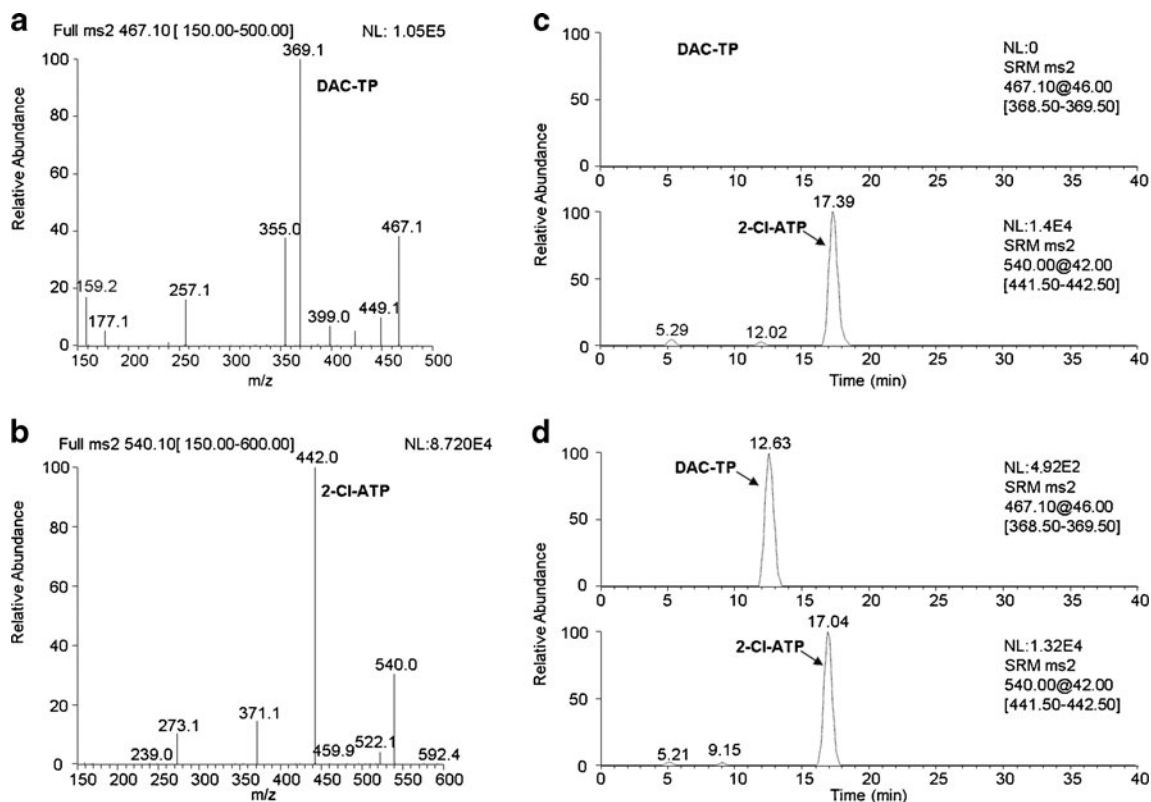 a
Full ms2 467.10 [ 150.00-500.00]
NL: 1.05E5
Relative Abundance
100
80
60
40
20
0
369.1
DAC-TP
355.0
467.1
159.2
177.1
257.1
399.0
449.1
150 200 250 300 350 400 450 500
m/z
b
Full ms2 540.10[ 150.00-600.00]
NL:8.720E4
Relative Abundance
100
80
60
40
20
0
442.0
2-Cl-ATP
540.0
371.1
273.1
239.0
459.9
522.1
592.4
150 200 250 300 350 400 450 500 550 600
m/z
c
Relative Abundance
100
50
0
DAC-TP
NL:0
SRM ms2
467.10@46.00
[368.50-369.50]
0 5 10 15 20 25 30 35 40
100
50
0
17.39
2-Cl-ATP
5.29
12.02
NL:1.4E4
SRM ms2
540.00@42.00
[441.50-442.50]
0 5 10 15 20 25 30 35 40
Relative Abundance
Time (min)
d
Relative Abundance
100
50
0
12.63
DAC-TP
NL:4.92E2
SRM ms2
467.10@46.00
[368.50-369.50]
0 5 10 15 20 25 30 35 40
100
50
0
17.04
2-Cl-ATP
5.21
9.15
NL:1.32E4
SRM ms2
540.00@42.00
[441.50-442.50]
0 5 10 15 20 25 30 35 40
Relative Abundance
Time (min)